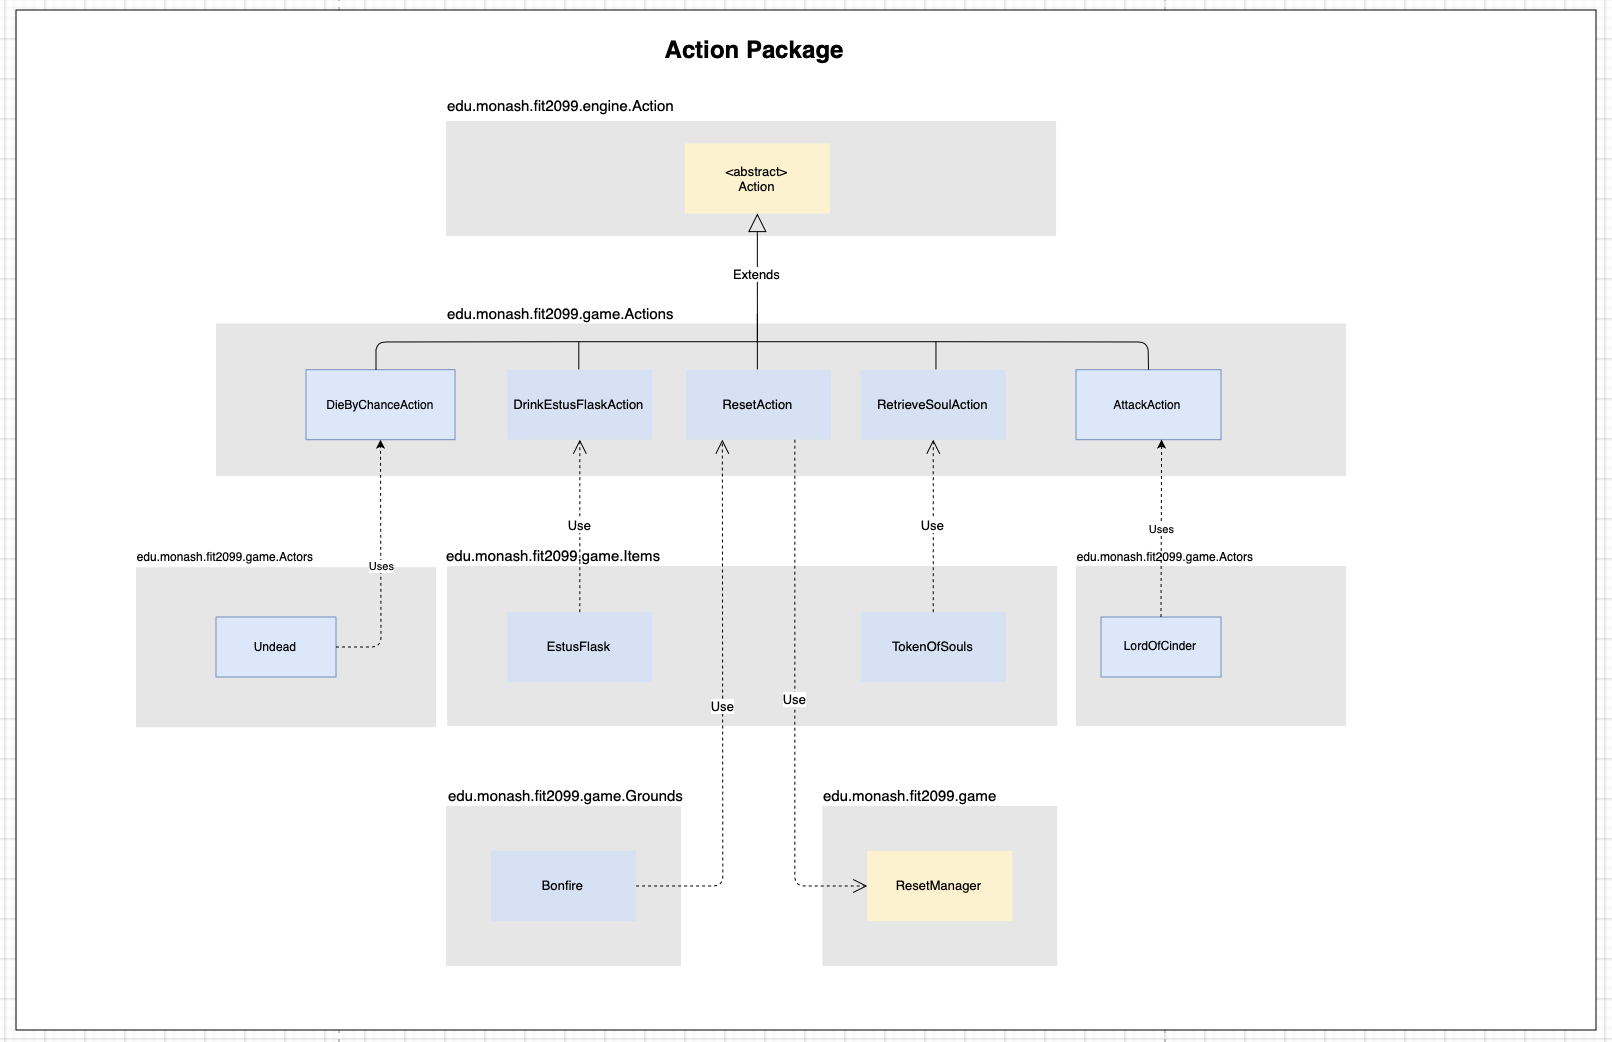 Action Package
edu.monash.fit2099.engine.Action
<abstract>
Action
Extends
edu.monash.fit2099.game.Actions
DieByChanceAction
DrinkEstusFlaskAction
ResetAction
RetrieveSoulAction
AttackAction
Use
Use
Uses
edu.monash.fit2099.game.Actors
Uses
edu.monash.fit2099.game.Items
edu.monash.fit2099.game.Actors
Undead
EstusFlask
TokenOfSouls
LordOfCinder
Use
Use
edu.monash.fit2099.game.Grounds
edu.monash.fit2099.game
Bonfire
ResetManager